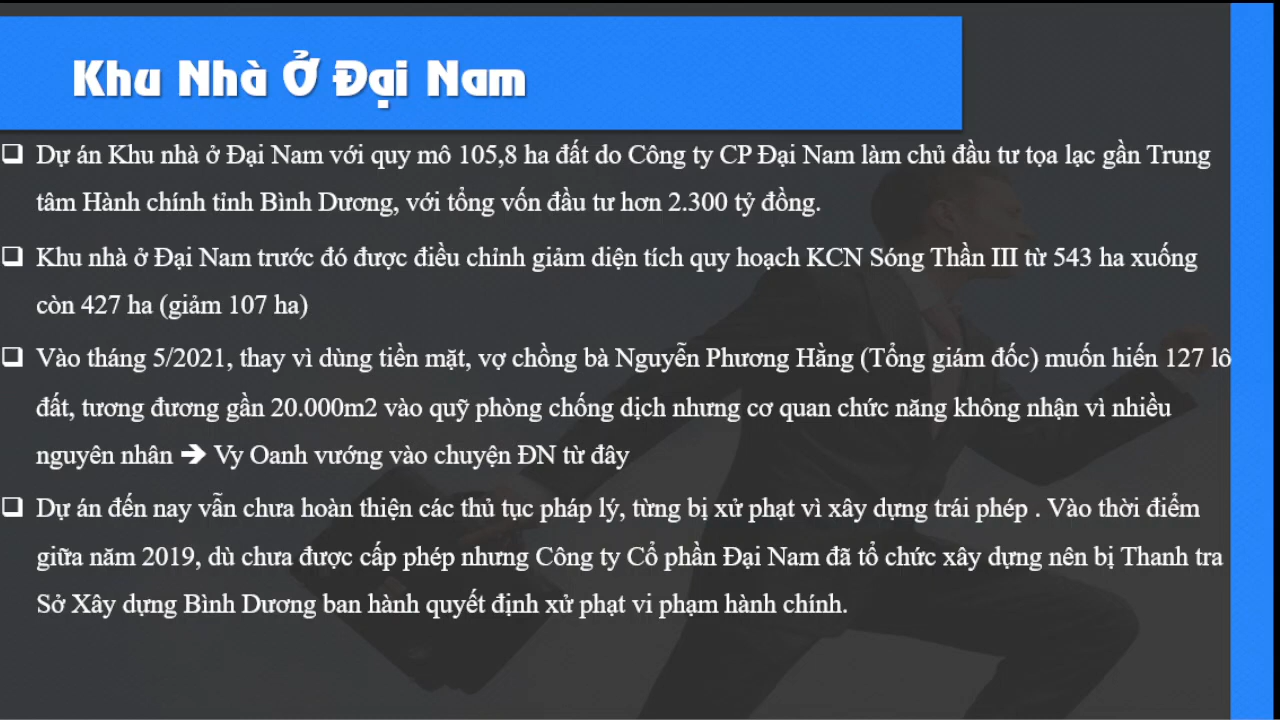 Khu Nhà Ở Đại Nam
❑ Dự án Khu nhà ở Đại Nam với quy mô 105,8 ha đất do Công ty CP Đại Nam làm chủ đầu tư tọa lạc gần Trung
tâm Hành chính tỉnh Bình Dương, với tổng vốn đầu tư hơn 2.300 tỷ đồng.
❑ Khu nhà ở Đại Nam trước đó được điều chỉnh giảm diện tích quy hoạch KCN Sóng Thần III từ 543 ha xuống
còn 427 ha (giảm 107 ha)
❑ Vào tháng 5/2021, thay vì dùng tiền mặt, vợ chồng bà Nguyễn Phương Hằng (Tổng giám đốc) muốn hiến 127 lô
đất, tương đương gần 20.000m2 vào quỹ phòng chống dịch nhưng cơ quan chức năng không nhận vì nhiều
nguyên nhân ➔ Vy Oanh vướng vào chuyện ĐN từ đây
❑ Dự án đến nay vẫn chưa hoàn thiện các thủ tục pháp lý, từng bị xử phạt vì xây dựng trái phép . Vào thời điểm
giữa năm 2019, dù chưa được cấp phép nhưng Công ty Cổ phần Đại Nam đã tổ chức xây dựng nên bị Thanh tra
Sở Xây dựng Bình Dương ban hành quyết định xử phạt vi phạm hành chính.